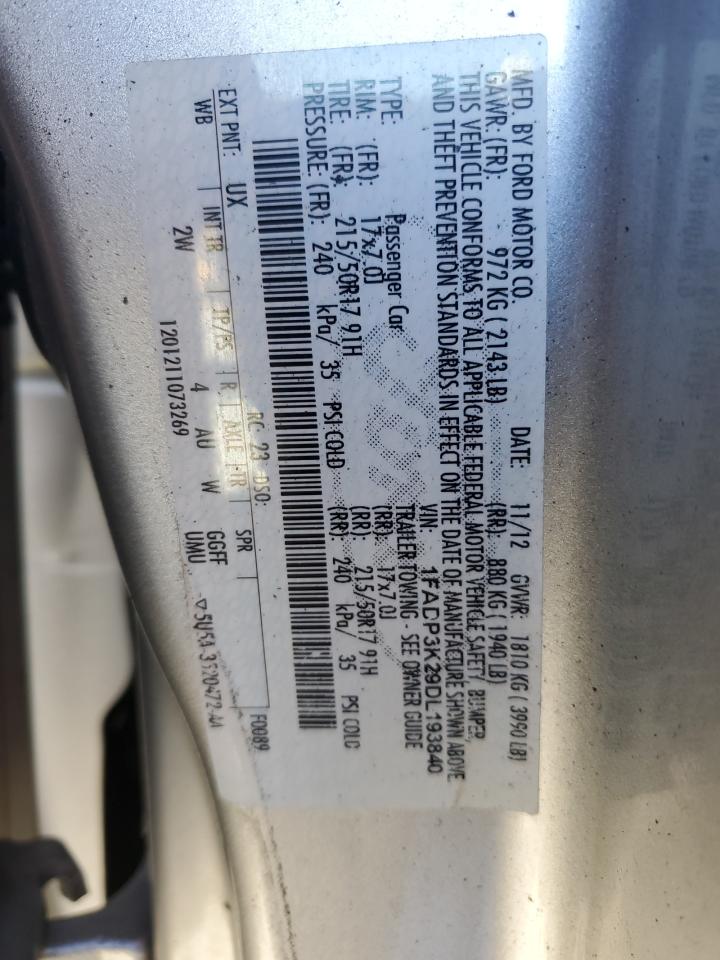 MFD. BY FORD MOTOR CO.
DATE: 11/12 GVWR: 1810 KG ( 3990 LB)
GAWR: (FR): 972 KG ( 2143 LB) (RR): 880 KG ( 1940 LB)
THIS VEHICLE CONFORMS TO ALL APPLICABLE FEDERAL MOTOR VEHICLE SAFETY, BUMPER,
AND THEFT PREVENTION STANDARDS IN EFFECT ON THE DATE OF MANUFACTURE SHOWN ABOVE
VIN: 1FADP3K29DL193840
TYPE: Passenger Car TRAILER TOWING - SEE OWNER GUIDE
RIM: (FR): 17x7.0J (RR): 17x7.0J
TIRE: (FR): 215/50R17 91H (RR): 215/50R17 91H
PRESSURE: (FR): 240 kPa/ 35 PSI COLD (RR): 240 kPa/ 35 PSI COLD
F0089
EXT PNT: UX RC: 23 DSO:
WB INT TR TP/PS R AXLE TR SPR
2W 4 AU W GGFF
UMU
1201211073269